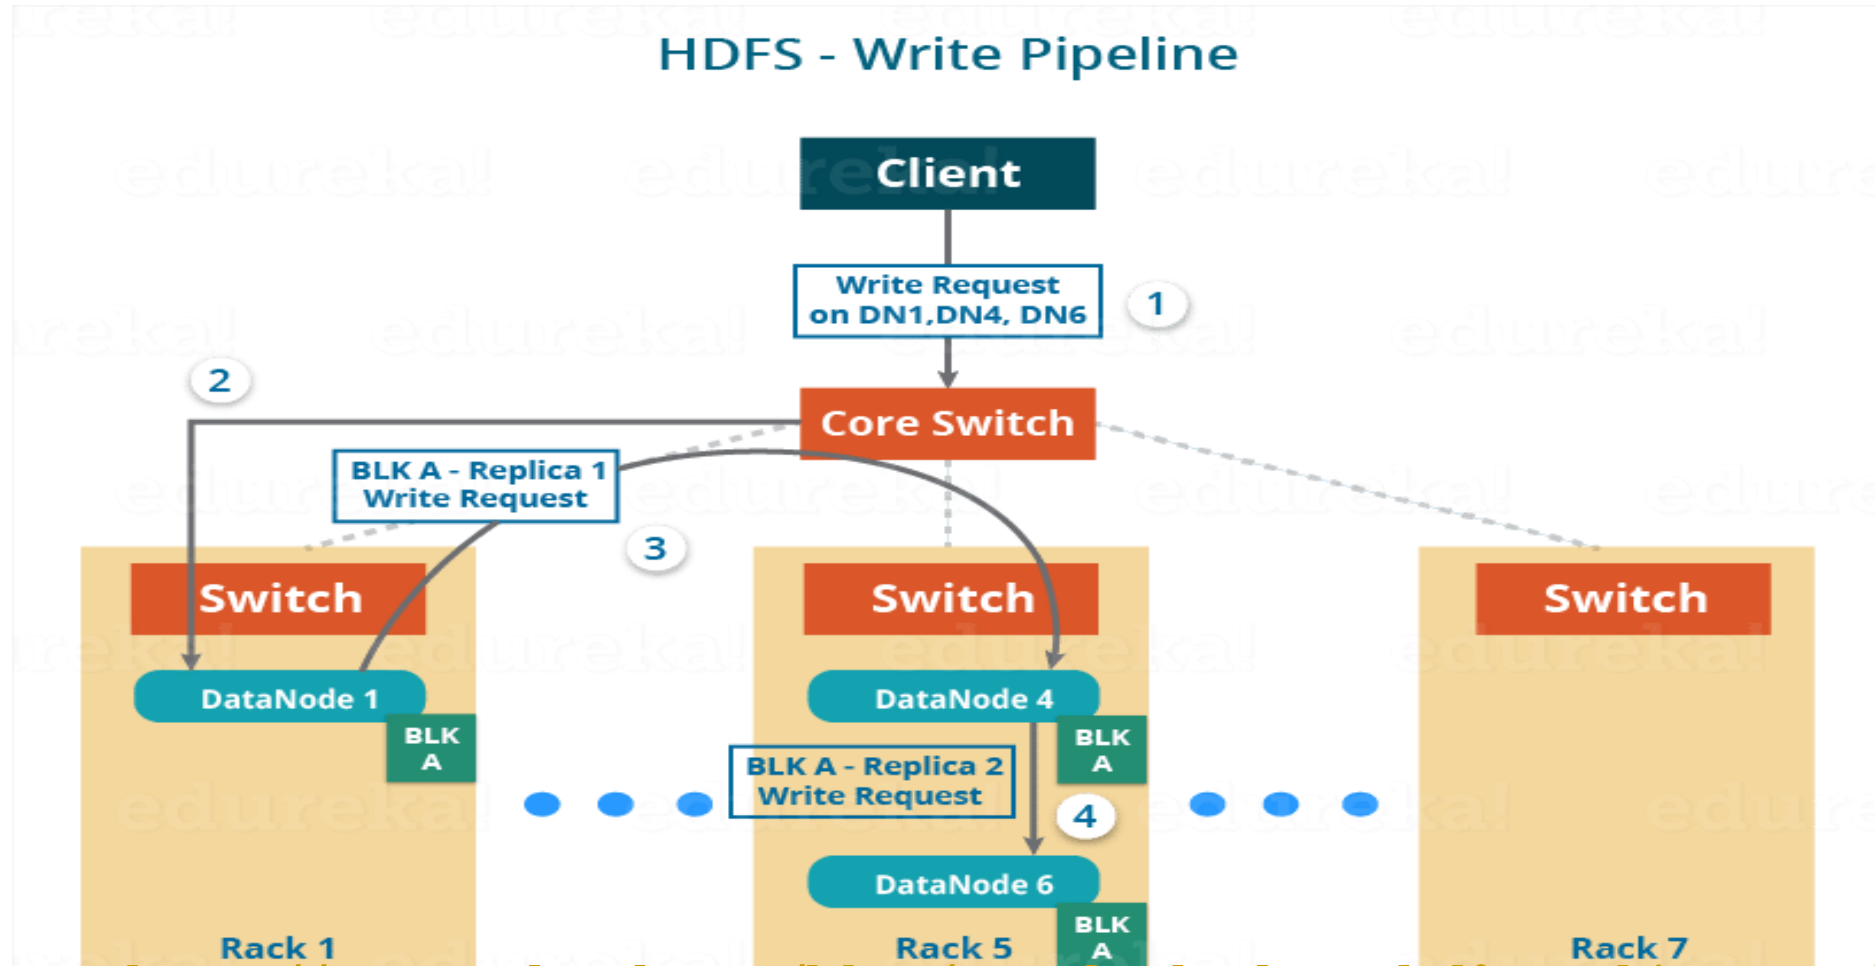 HDFS - Write Pipeline
Client
Write Request
on DN1,DN4, DN6
1
2
Core Switch
BLK A - Replica 1
Write Request
3
Switch
Switch
Switch
DataNode 1
BLK
A
DataNode 4
BLK
A
BLK A - Replica 2
Write Request
4
DataNode 6
BLK
A
Rack 1
Rack 5
Rack 7
edureka!